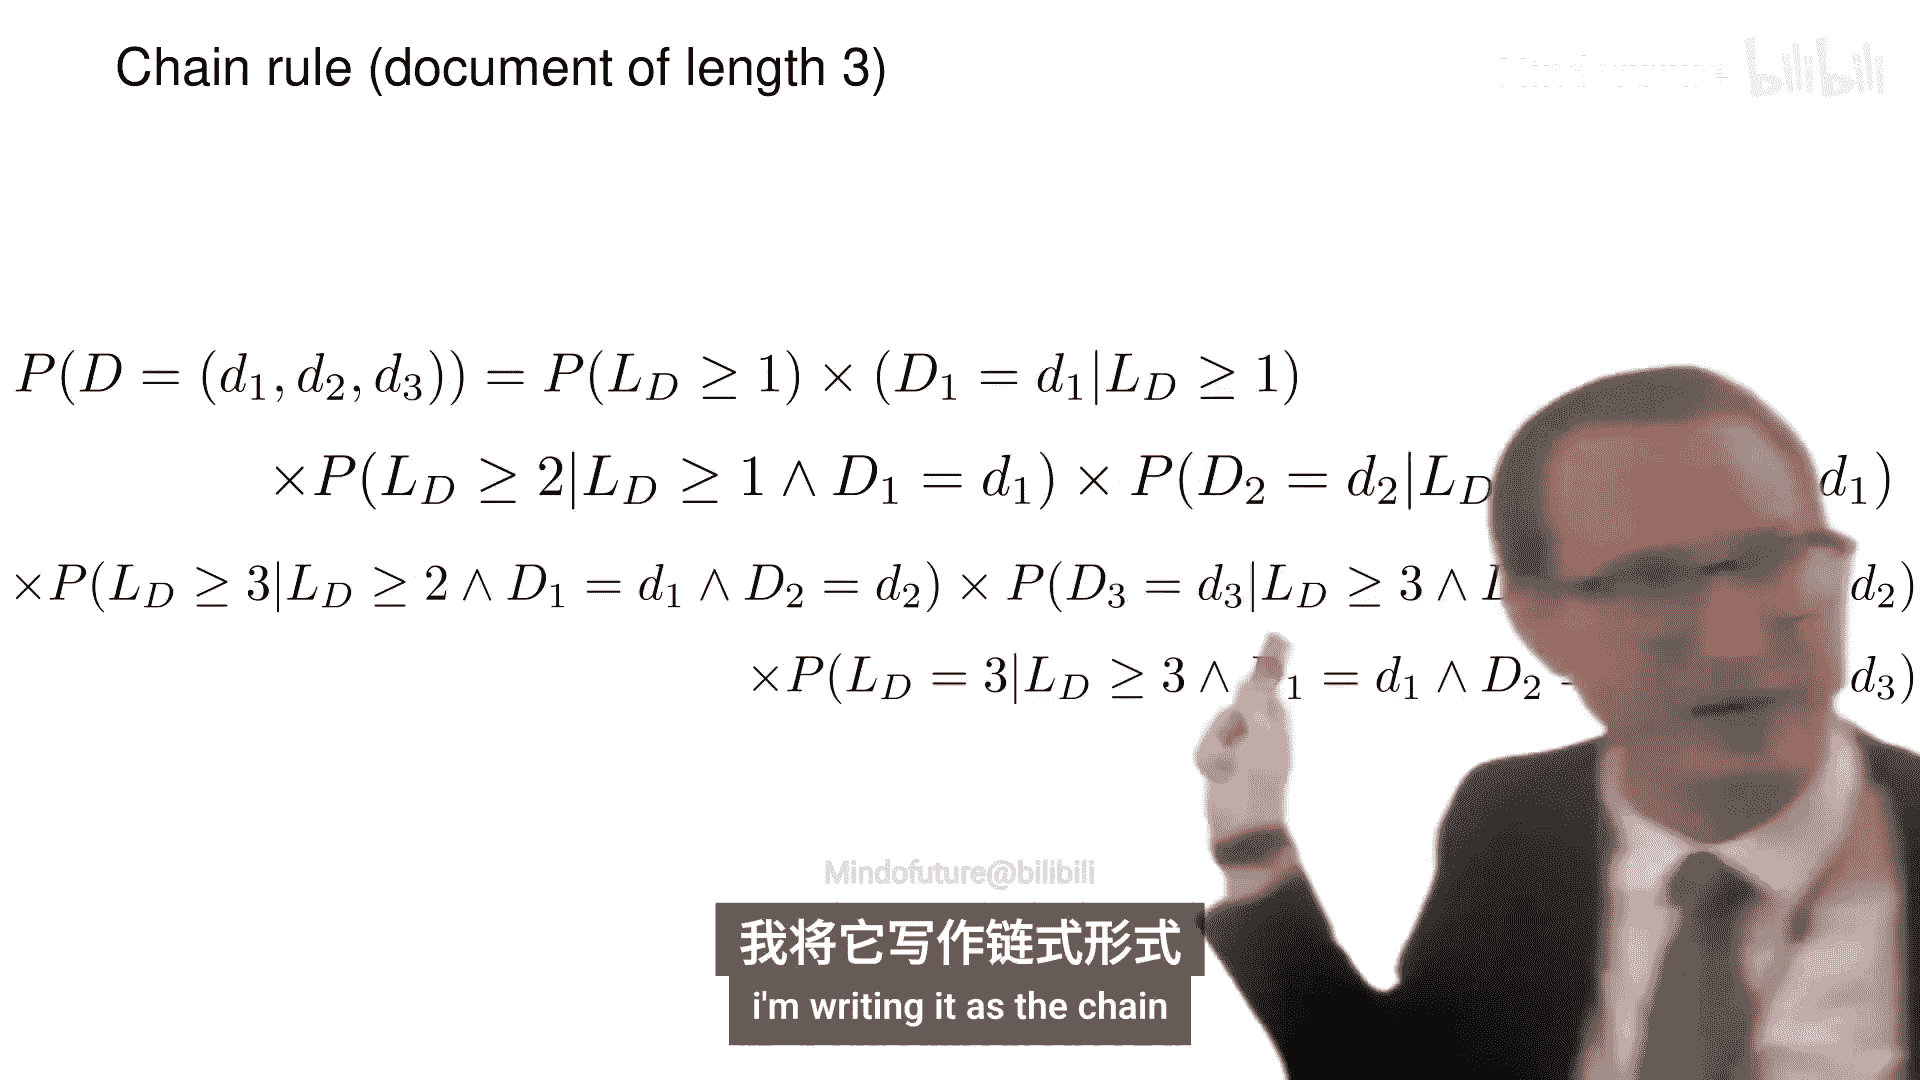 Chain rule (document of length 3)
bilibili
P(D = (d₁, d₂, d₃)) = P(L_D ≥ 1) × (D₁ = d₁|L_D ≥ 1)
×P(L_D ≥ 2|L_D ≥ 1 ∧ D₁ = d₁) × P(D₂ = d₂|L_D d₁)
×P(L_D ≥ 3|L_D ≥ 2 ∧ D₁ = d₁ ∧ D₂ = d₂) × P(D₃ = d₃|L_D ≥ 3 ∧ d₂)
×P(L_D = 3|L_D ≥ 3 ∧ ₁ = d₁ ∧ D₂ d₃)
Mindofuture@bilibili
我将它写作链式形式
i'm writing it as the chain